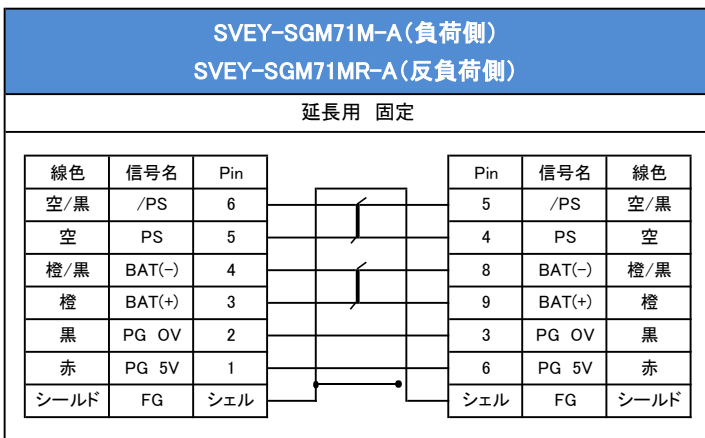 SVEY-SGM71M-A(負荷側)
SVEY-SGM71MR-A(反負荷側)
延長用 固定
線色 信号名 Pin Pin 信号名 線色
空/黒 /PS 6 5 /PS 空/黒
空 PS 5 4 PS 空
橙/黒 BAT(-) 4 8 BAT(-) 橙/黒
橙 BAT(+) 3 9 BAT(+) 橙
黒 PG OV 2 3 PG OV 黒
赤 PG 5V 1 6 PG 5V 赤
シールド FG シェル シェル FG シールド